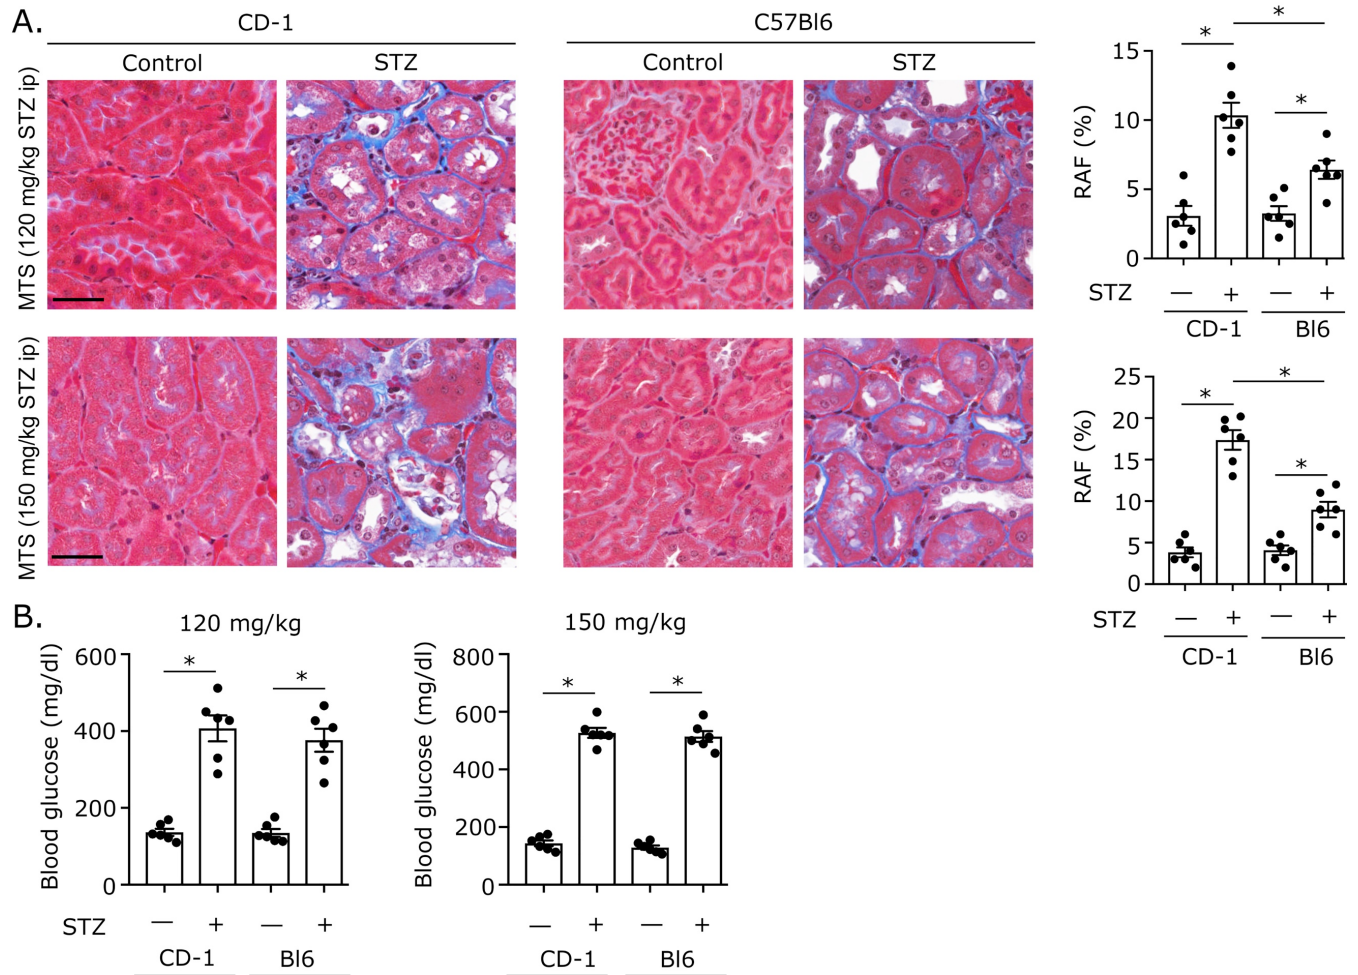 A.
CD-1
C57Bl6
Control
STZ
Control
STZ
MTS (120 mg/kg STZ ip)
MTS (150 mg/kg STZ ip)
*
*
*
RAF (%)
15
10
5
0
STZ
— + — +
CD-1
Bl6
*
*
*
RAF (%)
25
20
15
10
5
0
STZ
— + — +
CD-1
Bl6
B.
120 mg/kg
*
*
Blood glucose (mg/dl)
600
400
200
0
STZ
— + — +
CD-1
Bl6
150 mg/kg
*
*
Blood glucose (mg/dl)
800
600
400
200
0
— + — +
CD-1
Bl6